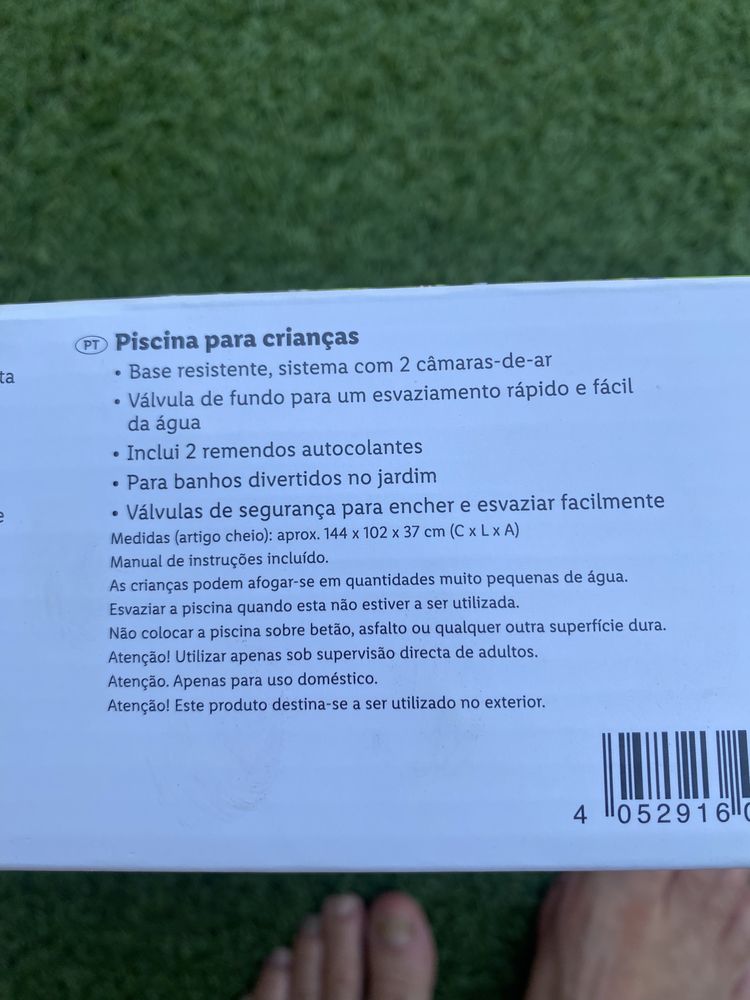 PT Piscina para crianças
• Base resistente, sistema com 2 câmaras-de-ar
• Válvula de fundo para um esvaziamento rápido e fácil
da água
• Inclui 2 remendos autocolantes
• Para banhos divertidos no jardim
• Válvulas de segurança para encher e esvaziar facilmente
Medidas (artigo cheio): aprox. 144 x 102 x 37 cm (C x L x A)
Manual de instruções incluído.
As crianças podem afogar-se em quantidades muito pequenas de água.
Esvaziar a piscina quando esta não estiver a ser utilizada.
Não colocar a piscina sobre betão, asfalto ou qualquer outra superfície dura.
Atenção! Utilizar apenas sob supervisão directa de adultos.
Atenção. Apenas para uso doméstico.
Atenção! Este produto destina-se a ser utilizado no exterior.
4 052916